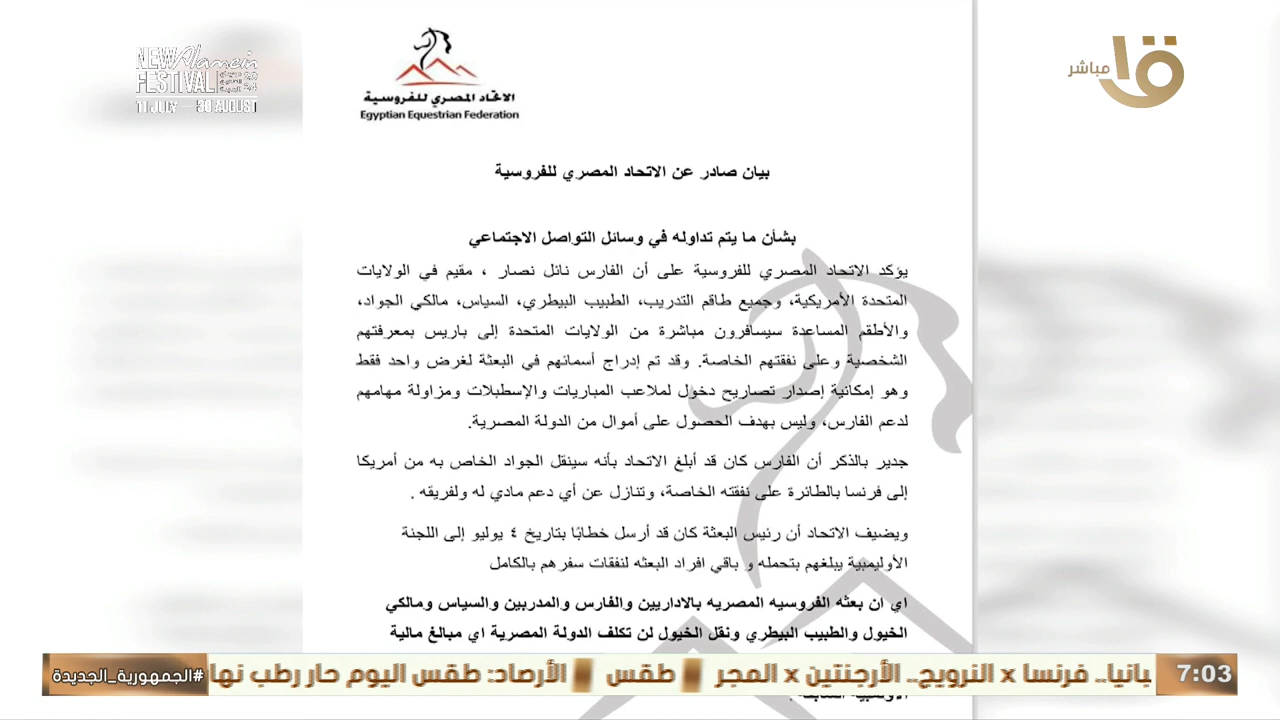 NEW Alamein
FESTIVAL
11 JULY — 30 AUGUST
مباشر
الاتحاد المصري للفروسية
Egyptian Equestrian Federation
بيان صادر عن الاتحاد المصري للفروسية
بشأن ما يتم تداوله في وسائل التواصل الاجتماعي
يؤكد الاتحاد المصري للفروسية على أن الفارس نائل نصار ، مقيم في الولايات
المتحدة الأمريكية، وجميع طاقم التدريب، الطبيب البيطري، السياس، مالكي الجواد،
والأطقم المساعدة سيسافرون مباشرة من الولايات المتحدة إلى باريس بمعرفتهم
الشخصية وعلى نفقتهم الخاصة. وقد تم إدراج أسمائهم في البعثة لغرض واحد فقط
وهو إمكانية إصدار تصاريح دخول لملاعب المباريات والإسطبلات ومزاولة مهامهم
لدعم الفارس، وليس بهدف الحصول على أموال من الدولة المصرية.
جدير بالذكر أن الفارس كان قد أبلغ الاتحاد بأنه سينقل الجواد الخاص به من أمريكا
إلى فرنسا بالطائرة على نفقته الخاصة، وتنازل عن أي دعم مادي له ولفريقه .
ويضيف الاتحاد أن رئيس البعثة كان قد أرسل خطابًا بتاريخ ٤ يوليو إلى اللجنة
الأوليمبية يبلغهم بتحمله و باقي افراد البعثه لنفقات سفرهم بالكامل
اي ان بعثه الفروسيه المصريه بالاداريين والفارس والمدربين والسياس ومالكي
الخيول والطبيب البيطري ونقل الخيول لن تكلف الدولة المصرية اي مبالغ مالية
7:03
بانيا.. فرنسا x النرويج.. الأرجنتين x المجر طقس الأرصاد: طقس اليوم حار رطب نها
#الجمهورية_الجديدة